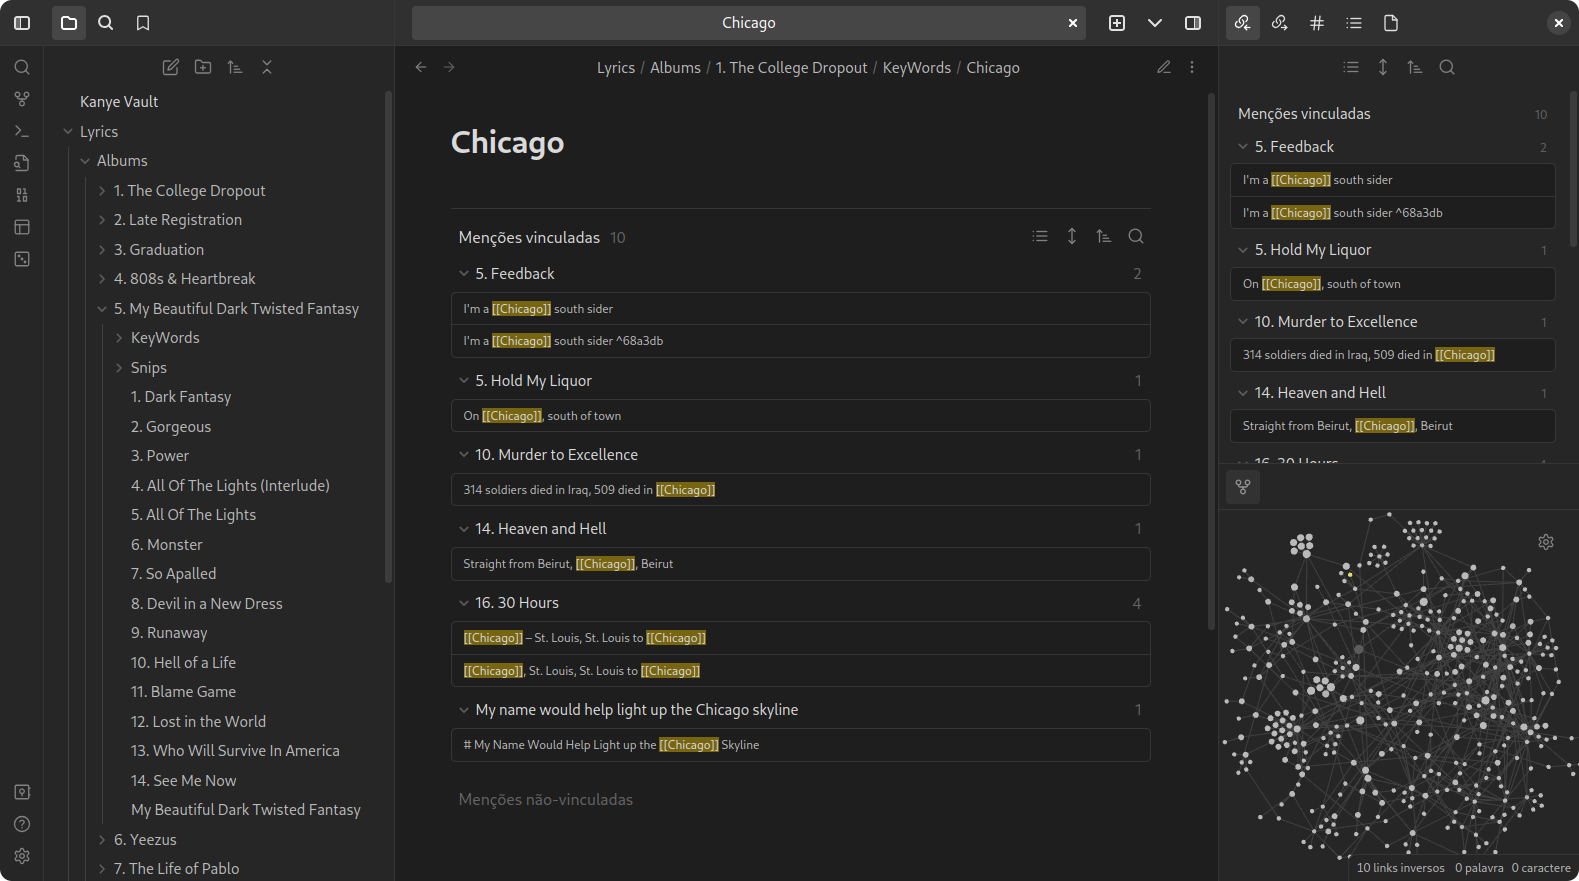 Chicago
Kanye Vault
Lyrics
Albums
1. The College Dropout
2. Late Registration
3. Graduation
4. 808s & Heartbreak
5. My Beautiful Dark Twisted Fantasy
KeyWords
Snips
1. Dark Fantasy
2. Gorgeous
3. Power
4. All Of The Lights (Interlude)
5. All Of The Lights
6. Monster
7. So Apalled
8. Devil in a New Dress
9. Runaway
10. Hell of a Life
11. Blame Game
12. Lost in the World
13. Who Will Survive In America
14. See Me Now
My Beautiful Dark Twisted Fantasy
6. Yeezus
7. The Life of Pablo
Lyrics / Albums / 1. The College Dropout / KeyWords / Chicago
Chicago
Menções vinculadas 10
5. Feedback 2
I'm a [[Chicago]] south sider
I'm a [[Chicago]] south sider ^68a3db
5. Hold My Liquor 1
On [[Chicago]], south of town
10. Murder to Excellence 1
314 soldiers died in Iraq, 509 died in [[Chicago]]
14. Heaven and Hell 1
Straight from Beirut, [[Chicago]], Beirut
16. 30 Hours 4
[[Chicago]] – St. Louis, St. Louis to [[Chicago]]
[[Chicago]], St. Louis, St. Louis to [[Chicago]]
My name would help light up the Chicago skyline 1
# My Name Would Help Light up the [[Chicago]] Skyline
Menções não-vinculadas
Menções vinculadas 10
5. Feedback 2
I'm a [[Chicago]] south sider
I'm a [[Chicago]] south sider ^68a3db
5. Hold My Liquor 1
On [[Chicago]], south of town
10. Murder to Excellence 1
314 soldiers died in Iraq, 509 died in [[Chicago]]
14. Heaven and Hell 1
Straight from Beirut, [[Chicago]], Beirut
16. 30 Hours 4
10 links inversos 0 palavra 0 caractere